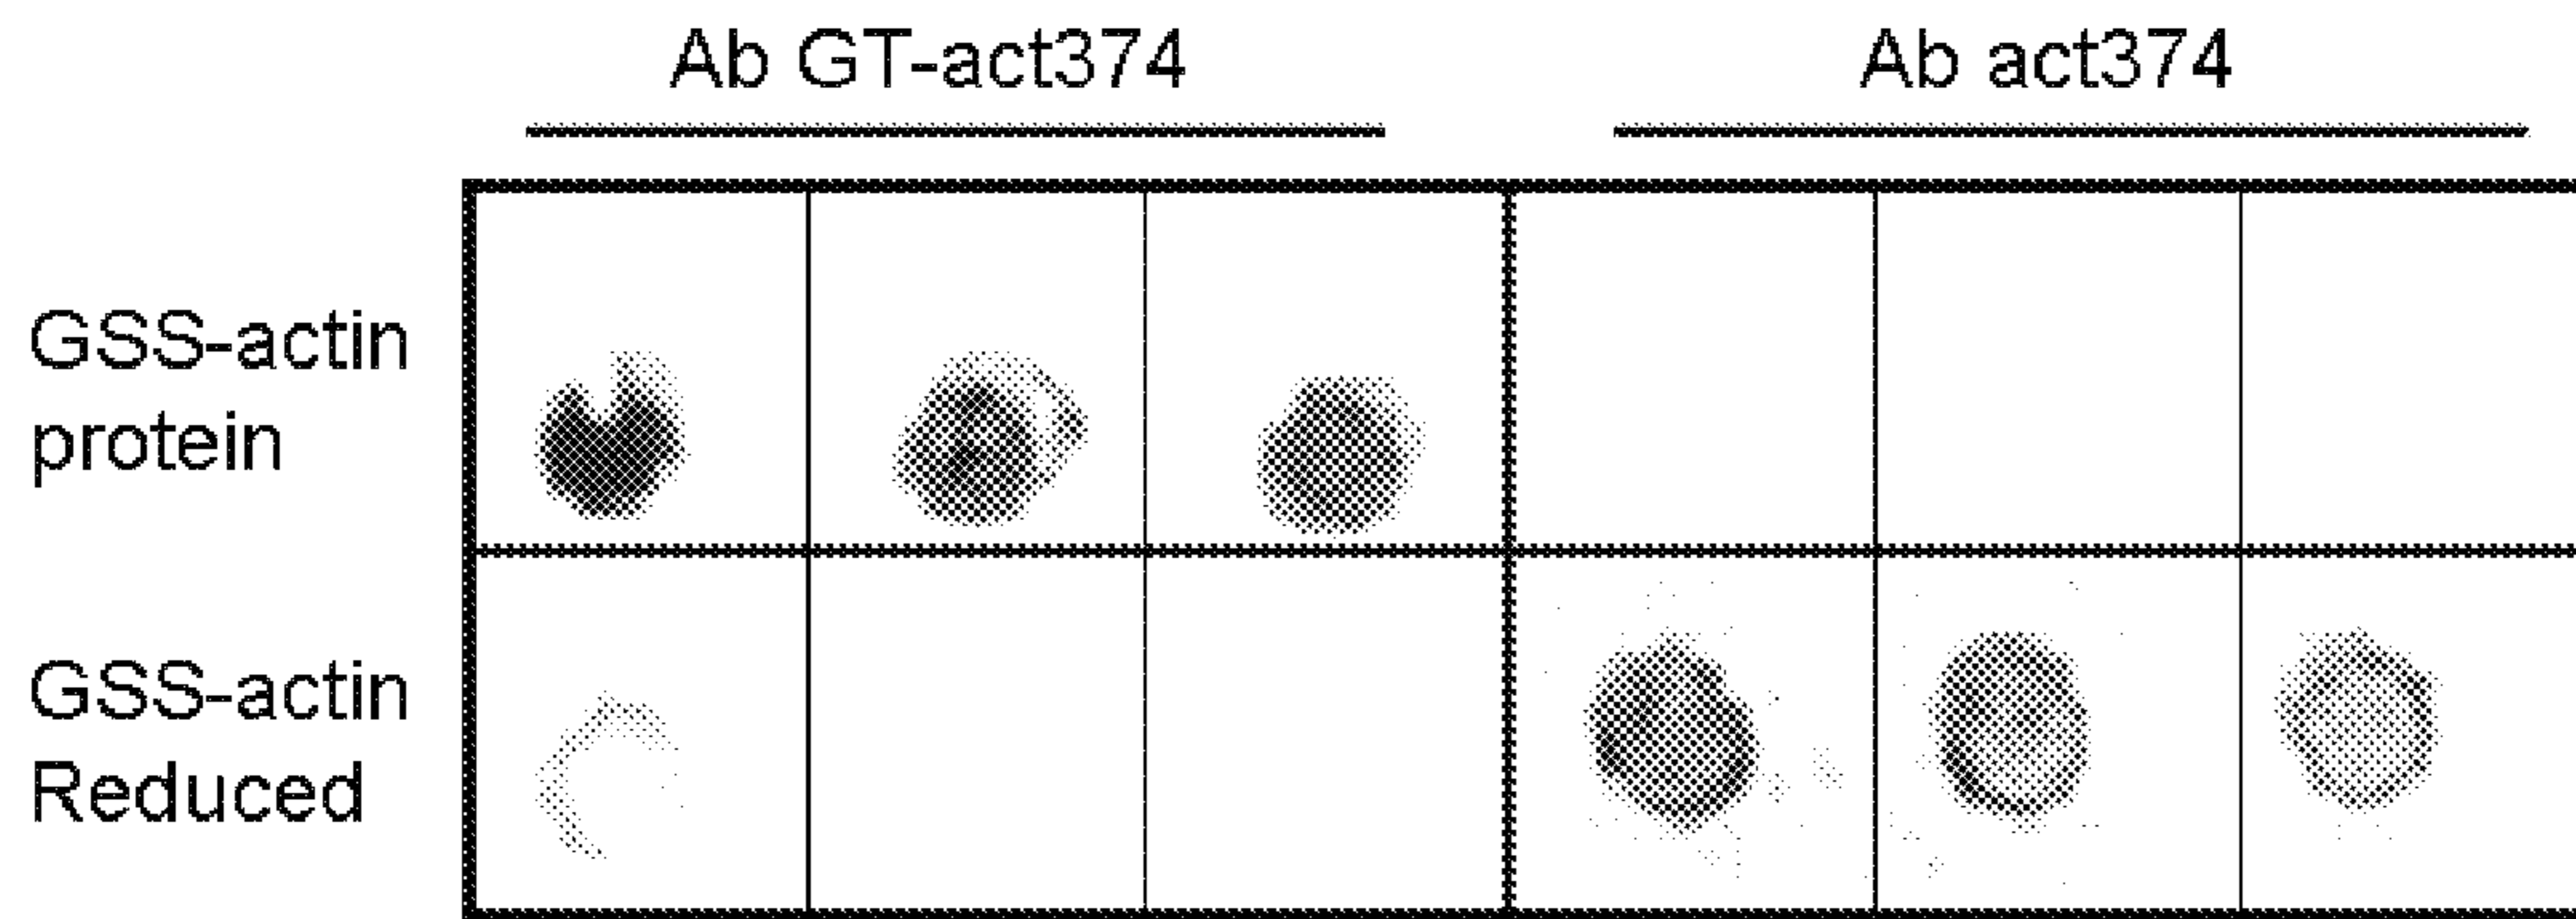 Ab GT-act374
Ab act374
GSS-actin
protein
GSS-actin
Reduced